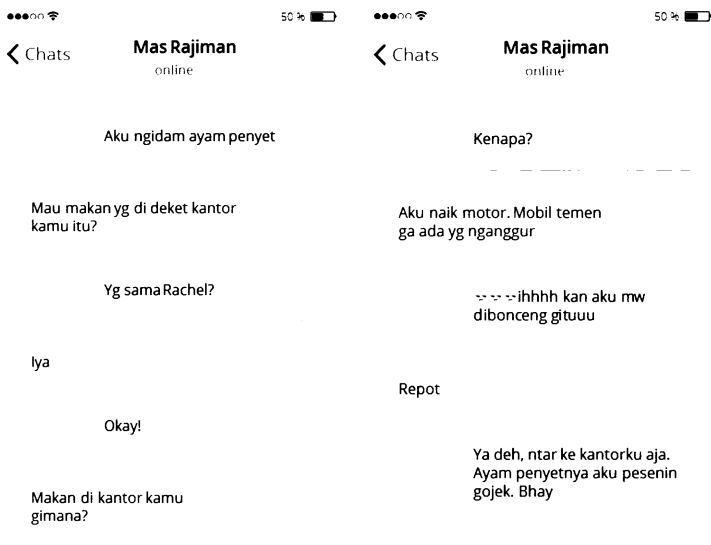 50 %
Chats
Mas Rajiman
online
Aku ngidam ayam penyet
Mau makan yg di deket kantor
kamu itu?
Yg sama Rachel?
Iya
Okay!
Makan di kantor kamu
gimana?
50 %
Chats
Mas Rajiman
online
Kenapa?
Aku naik motor. Mobil temen
ga ada yg nganggur
ihhhh kan aku mw
dibonceng gituuu
Repot
Ya deh, ntar ke kantorku aja.
Ayam penyetnya aku pesenin
gojek. Bhay